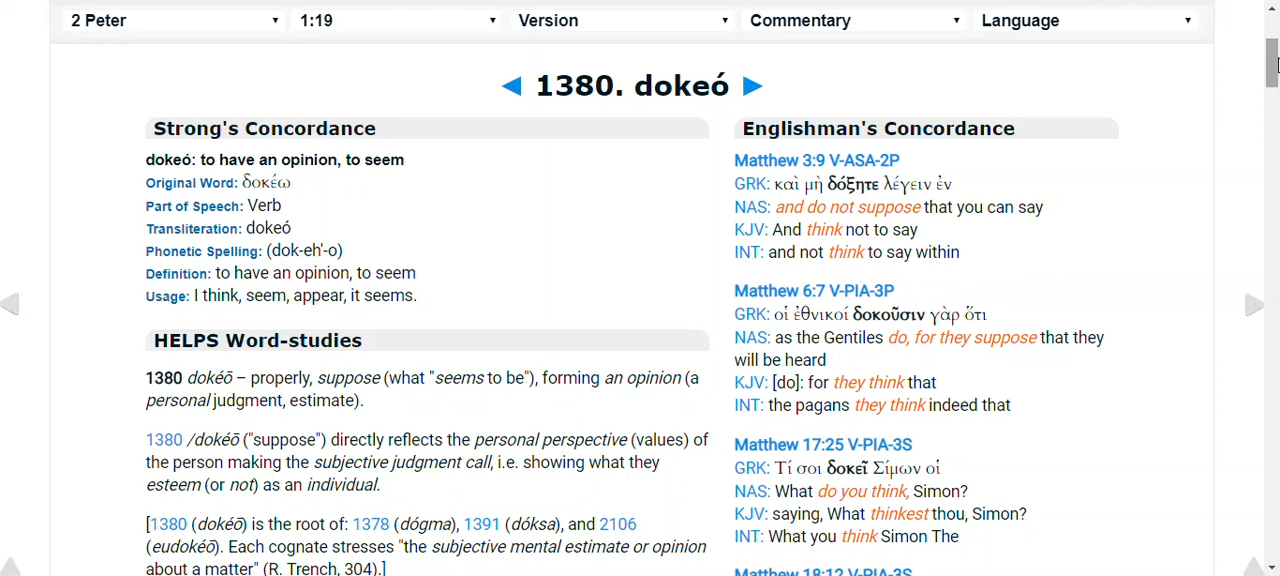 2 Peter 1:19 Version Commentary Language
1380. dokeó
Strong's Concordance
dokeó: to have an opinion, to seem
Original Word: δοκέω
Part of Speech: Verb
Transliteration: dokeó
Phonetic Spelling: (dok-eh'-o)
Definition: to have an opinion, to seem
Usage: I think, seem, appear, it seems.
HELPS Word-studies
1380 dokéō – properly, suppose (what "seems to be"), forming an opinion (a
personal judgment, estimate).
1380 /dokéō ("suppose") directly reflects the personal perspective (values) of
the person making the subjective judgment call, i.e. showing what they
esteem (or not) as an individual.
[1380 (dokéō) is the root of: 1378 (dógma), 1391 (dóksa), and 2106
(eudokéō). Each cognate stresses "the subjective mental estimate or opinion
about a matter" (R. Trench, 304).]
Englishman's Concordance
Matthew 3:9 V-ASA-2P
GRK: καὶ μὴ δόξητε λέγειν ἐν
NAS: and do not suppose that you can say
KJV: And think not to say
INT: and not think to say within
Matthew 6:7 V-PIA-3P
GRK: οἱ ἐθνικοί δοκοῦσιν γὰρ ὅτι
NAS: as the Gentiles do, for they suppose that they
will be heard
KJV: [do]: for they think that
INT: the pagans they think indeed that
Matthew 17:25 V-PIA-3S
GRK: Τί σοι δοκεῖ Σίμων οἱ
NAS: What do you think, Simon?
KJV: saying, What thinkest thou, Simon?
INT: What you think Simon The
Matthew 18:12 V-PIA-3S